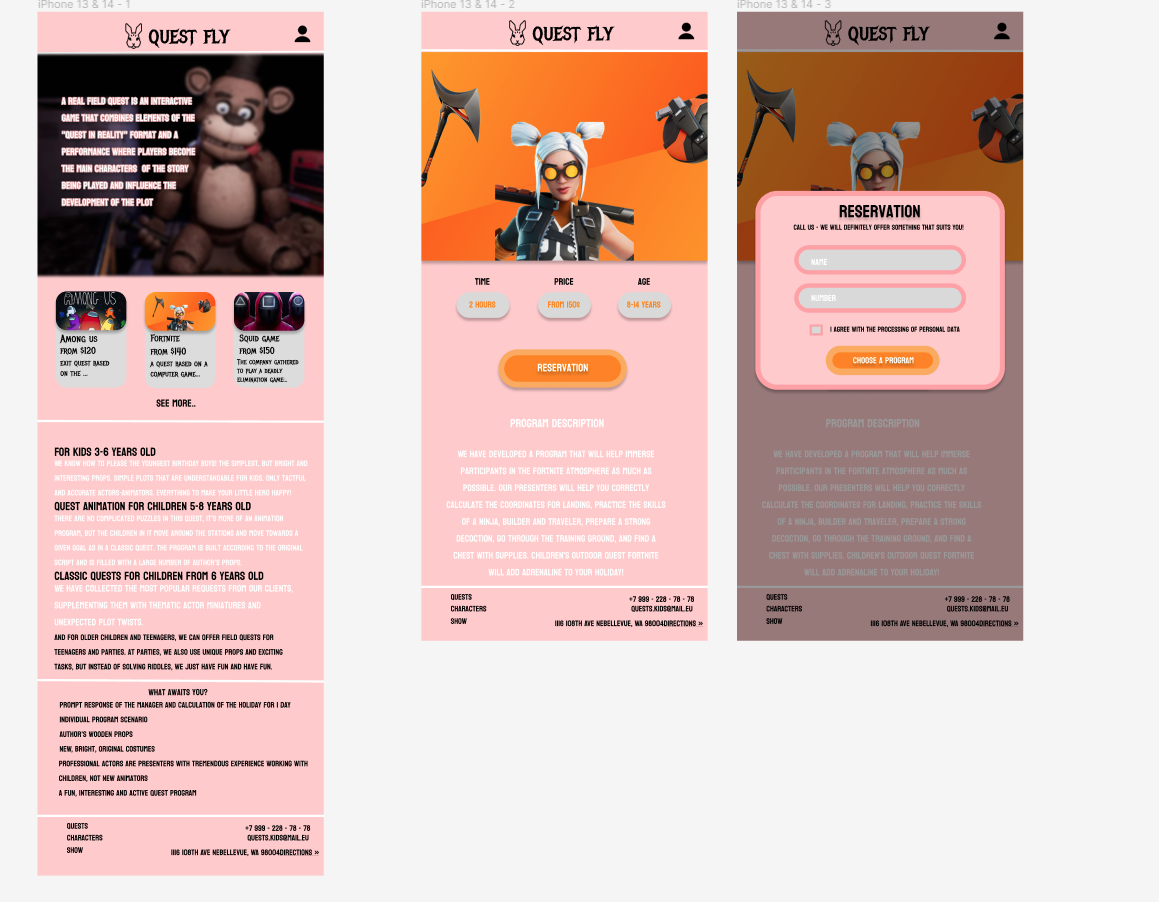 iPhone 13 & 14 - 1
QUEST FLY
A REAL FIELD QUEST IS AN INTERACTIVE
GAME THAT COMBINES ELEMENTS OF THE
"QUEST IN REALITY" FORMAT AND A
PERFORMANCE WHERE PLAYERS BECOME
THE MAIN CHARACTERS OF THE STORY
BEING PLAYED AND INFLUENCE THE
DEVELOPMENT OF THE PLOT
AMONG US
AMONG US
FROM $120
EXIT QUEST BASED
ON THE ...
FORTNITE
FROM $140
A QUEST BASED ON A
COMPUTER GAME...
SQUID GAME
FROM $150
THE COMPANY GATHERED
TO PLAY A DEADLY
ELIMINATION GAME...
SEE MORE..
FOR KIDS 3-6 YEARS OLD
WE KNOW HOW TO PLEASE THE YOUNGEST BIRTHDAY BOYS! THE SIMPLEST, BUT BRIGHT AND
INTERESTING PROPS. SIMPLE PLOTS THAT ARE UNDERSTANDABLE FOR KIDS. ONLY TACTFUL
AND ACCURATE ACTORS-ANIMATORS. EVERYTHING TO MAKE YOUR LITTLE HERO HAPPY!
QUEST ANIMATION FOR CHILDREN 5-8 YEARS OLD
THERE ARE NO COMPLICATED PUZZLES IN THIS QUEST, IT'S MORE OF AN ANIMATION
PROGRAM, BUT THE CHILDREN IN IT MOVE AROUND THE STATIONS AND MOVE TOWARDS A
GIVEN GOAL AS IN A CLASSIC QUEST. THE PROGRAM IS BUILT ACCORDING TO THE ORIGINAL
SCRIPT AND IS FILLED WITH A LARGE NUMBER OF AUTHOR'S PROPS.
CLASSIC QUESTS FOR CHILDREN FROM 6 YEARS OLD
WE HAVE COLLECTED THE MOST POPULAR REQUESTS FROM OUR CLIENTS,
SUPPLEMENTING THEM WITH THEMATIC ACTOR MINIATURES AND
UNEXPECTED PLOT TWISTS.
AND FOR OLDER CHILDREN AND TEENAGERS, WE CAN OFFER FIELD QUESTS FOR
TEENAGERS AND PARTIES. AT PARTIES, WE ALSO USE UNIQUE PROPS AND EXCITING
TASKS, BUT INSTEAD OF SOLVING RIDDLES, WE JUST HAVE FUN AND HAVE FUN.
WHAT AWAITS YOU?
PROMPT RESPONSE OF THE MANAGER AND CALCULATION OF THE HOLIDAY FOR 1 DAY
INDIVIDUAL PROGRAM SCENARIO
AUTHOR'S WOODEN PROPS
NEW, BRIGHT, ORIGINAL COSTUMES
PROFESSIONAL ACTORS ARE PRESENTERS WITH TREMENDOUS EXPERIENCE WORKING WITH
CHILDREN, NOT NEW ANIMATORS
A FUN, INTERESTING AND ACTIVE QUEST PROGRAM
QUESTS
CHARACTERS
SHOW
+7 999 - 228 - 78 - 78
QUESTS.KIDS@MAIL.EU
1116 108TH AVE NEBELLEVUE, WA 98004DIRECTIONS »
iPhone 13 & 14 - 2
QUEST FLY
TIME
PRICE
AGE
2 HOURS
FROM 150$
8-14 YEARS
RESERVATION
PROGRAM DESCRIPTION
WE HAVE DEVELOPED A PROGRAM THAT WILL HELP IMMERSE
PARTICIPANTS IN THE FORTNITE ATMOSPHERE AS MUCH AS
POSSIBLE. OUR PRESENTERS WILL HELP YOU CORRECTLY
CALCULATE THE COORDINATES FOR LANDING, PRACTICE THE SKILLS
OF A NINJA, BUILDER AND TRAVELER, PREPARE A STRONG
DECOCTION, GO THROUGH THE TRAINING GROUND, AND FIND A
CHEST WITH SUPPLIES. CHILDREN'S OUTDOOR QUEST FORTNITE
WILL ADD ADRENALINE TO YOUR HOLIDAY!
QUESTS
CHARACTERS
SHOW
+7 999 - 228 - 78 - 78
QUESTS.KIDS@MAIL.EU
1116 108TH AVE NEBELLEVUE, WA 98004DIRECTIONS »
iPhone 13 & 14 - 3
QUEST FLY
RESERVATION
CALL US - WE WILL DEFINITELY OFFER SOMETHING THAT SUITS YOU!
NAME
NUMBER
I AGREE WITH THE PROCESSING OF PERSONAL DATA
CHOOSE A PROGRAM
PROGRAM DESCRIPTION
WE HAVE DEVELOPED A PROGRAM THAT WILL HELP IMMERSE
PARTICIPANTS IN THE FORTNITE ATMOSPHERE AS MUCH AS
POSSIBLE. OUR PRESENTERS WILL HELP YOU CORRECTLY
CALCULATE THE COORDINATES FOR LANDING, PRACTICE THE SKILLS
OF A NINJA, BUILDER AND TRAVELER, PREPARE A STRONG
DECOCTION, GO THROUGH THE TRAINING GROUND, AND FIND A
CHEST WITH SUPPLIES. CHILDREN'S OUTDOOR QUEST FORTNITE
WILL ADD ADRENALINE TO YOUR HOLIDAY!
QUESTS
CHARACTERS
SHOW
+7 999 - 228 - 78 - 78
QUESTS.KIDS@MAIL.EU
1116 108TH AVE NEBELLEVUE, WA 98004DIRECTIONS »